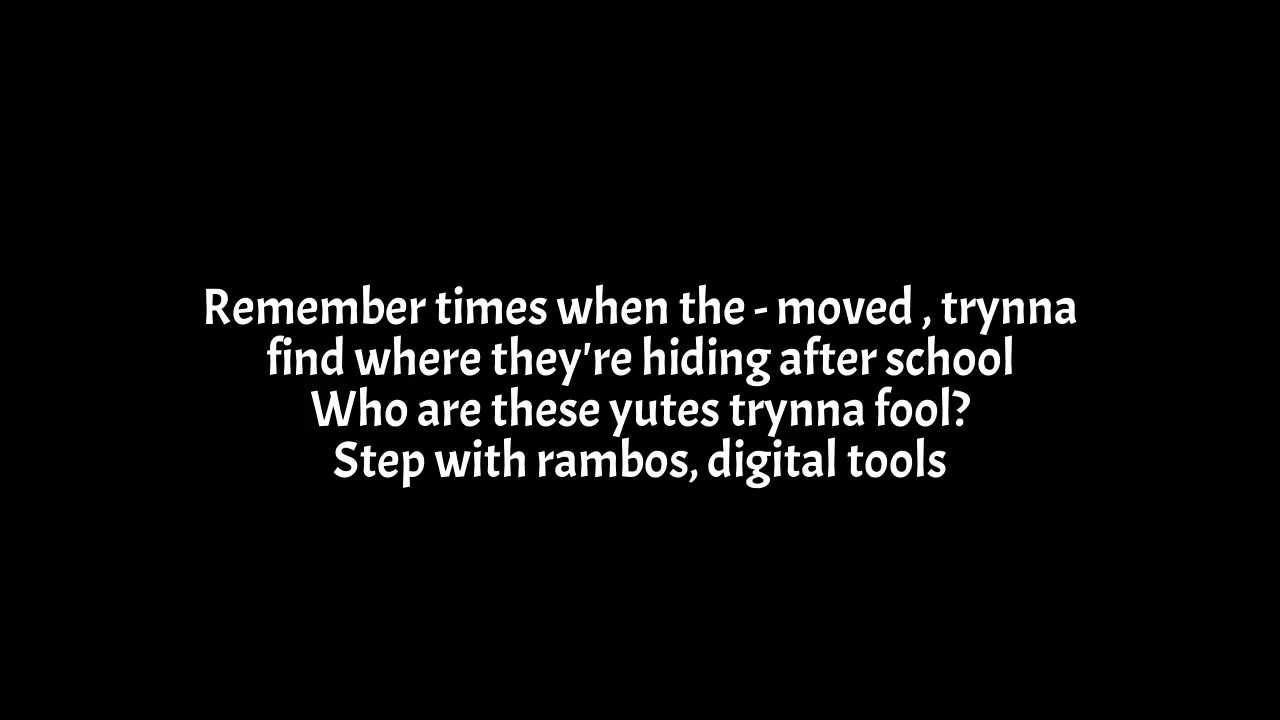 Remember times when the - moved , trynna
find where they're hiding after school
Who are these yutes trynna fool?
Step with rambos, digital tools